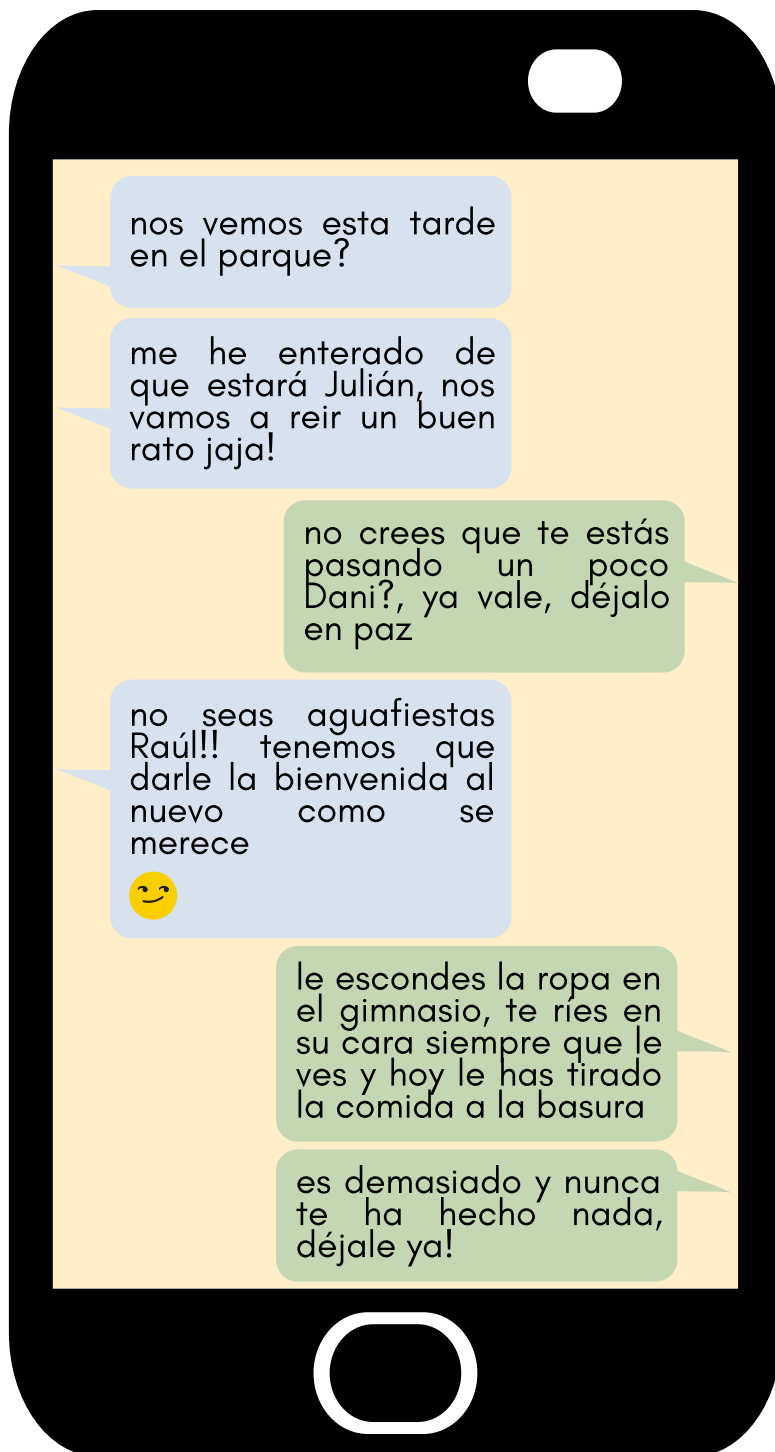 nos vemos esta tarde
en el parque?
me he enterado de
que estará Julián, nos
vamos a reir un buen
rato jaja!
no crees que te estás
pasando un poco
Dani?, ya vale, déjalo
en paz
no seas aguafiestas
Raúl!! tenemos que
darle la bienvenida al
nuevo como se
merece
le escondes la ropa en
el gimnasio, te ríes en
su cara siempre que le
ves y hoy le has tirado
la comida a la basura
es demasiado y nunca
te ha hecho nada,
déjale ya!